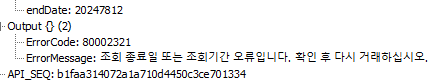 endDate: 20247812
Output {} (2)
ErrorCode: 80002321
ErrorMessage: 조회 종료일 또는 조회기간 오류입니다. 확인 후 다시 거래하십시오.
API_SEQ: b1faa314072a1a710d4450c3ce701334